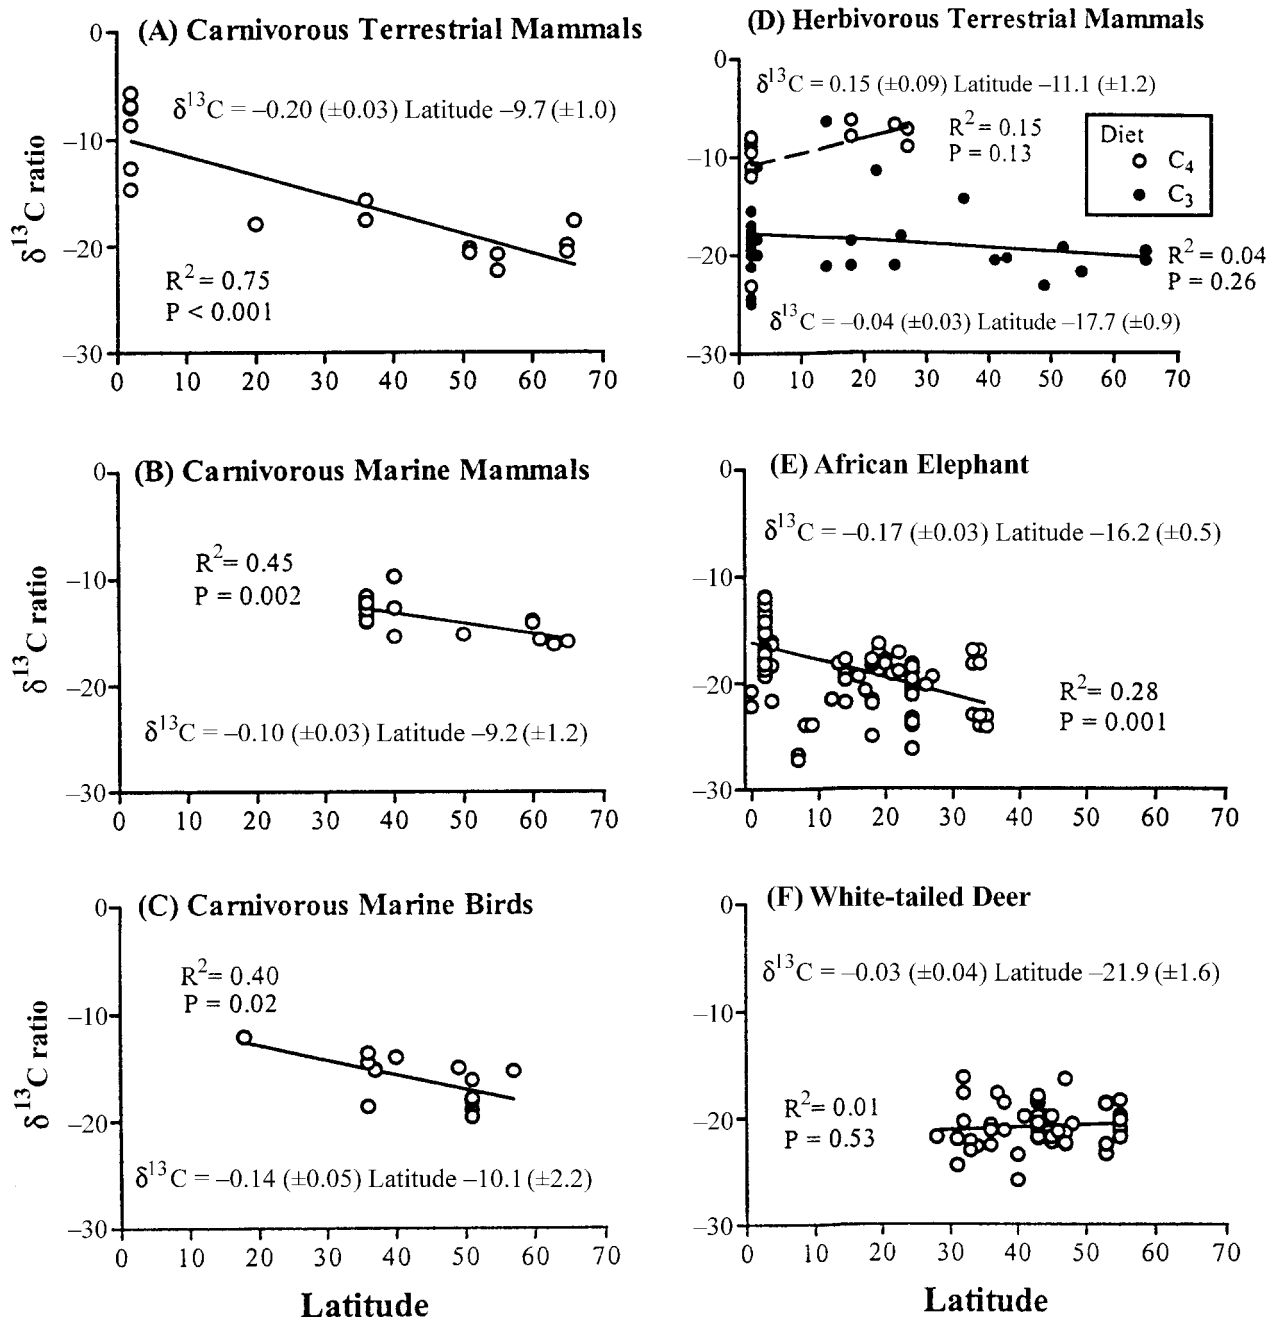 (A) Carnivorous Terrestrial Mammals
δ13C = –0.20 (±0.03) Latitude –9.7 (±1.0)
R2 = 0.75
P < 0.001
δ13C ratio
0
–10
–20
–30
0 10 20 30 40 50 60 70
(B) Carnivorous Marine Mammals
R2= 0.45
P = 0.002
δ13C = –0.10 (±0.03) Latitude –9.2 (±1.2)
δ13C ratio
0
–10
–20
–30
0 10 20 30 40 50 60 70
(C) Carnivorous Marine Birds
R2= 0.40
P = 0.02
δ13C = –0.14 (±0.05) Latitude –10.1 (±2.2)
δ13C ratio
0
–10
–20
–30
0 10 20 30 40 50 60 70
Latitude
(D) Herbivorous Terrestrial Mammals
δ13C = 0.15 (±0.09) Latitude –11.1 (±1.2)
R2= 0.15
P = 0.13
Diet
C4
C3
R2= 0.04
P = 0.26
δ13C = –0.04 (±0.03) Latitude –17.7 (±0.9)
0
–10
–20
–30
0 10 20 30 40 50 60 70
(E) African Elephant
δ13C = –0.17 (±0.03) Latitude –16.2 (±0.5)
R2= 0.28
P = 0.001
0
–10
–20
–30
0 10 20 30 40 50 60 70
(F) White-tailed Deer
δ13C = –0.03 (±0.04) Latitude –21.9 (±1.6)
R2= 0.01
P = 0.53
0
–10
–20
–30
0 10 20 30 40 50 60 70
Latitude